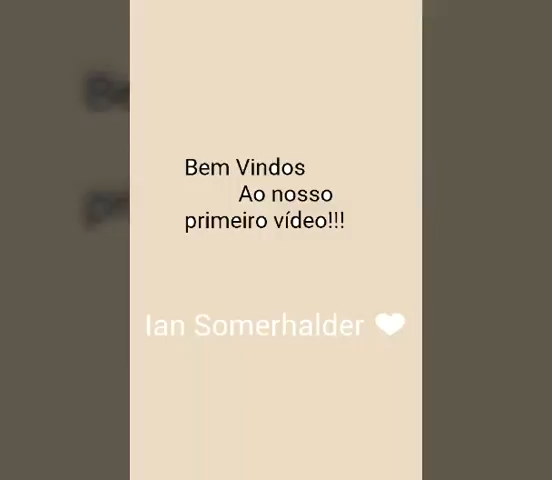 Bem Vindos
Ao nosso
primeiro vídeo!!!
Ian Somerhalder 🤍